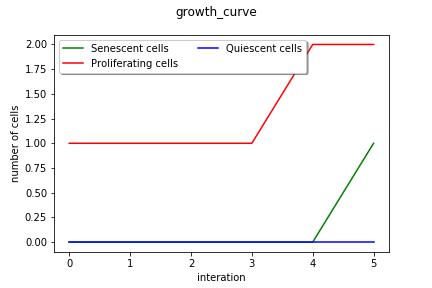 growth_curve
Senescent cells
Proliferating cells
Quiescent cells
number of cells
2.00
1.75
1.50
1.25
1.00
0.75
0.50
0.25
0.00
0 1 2 3 4 5
interation